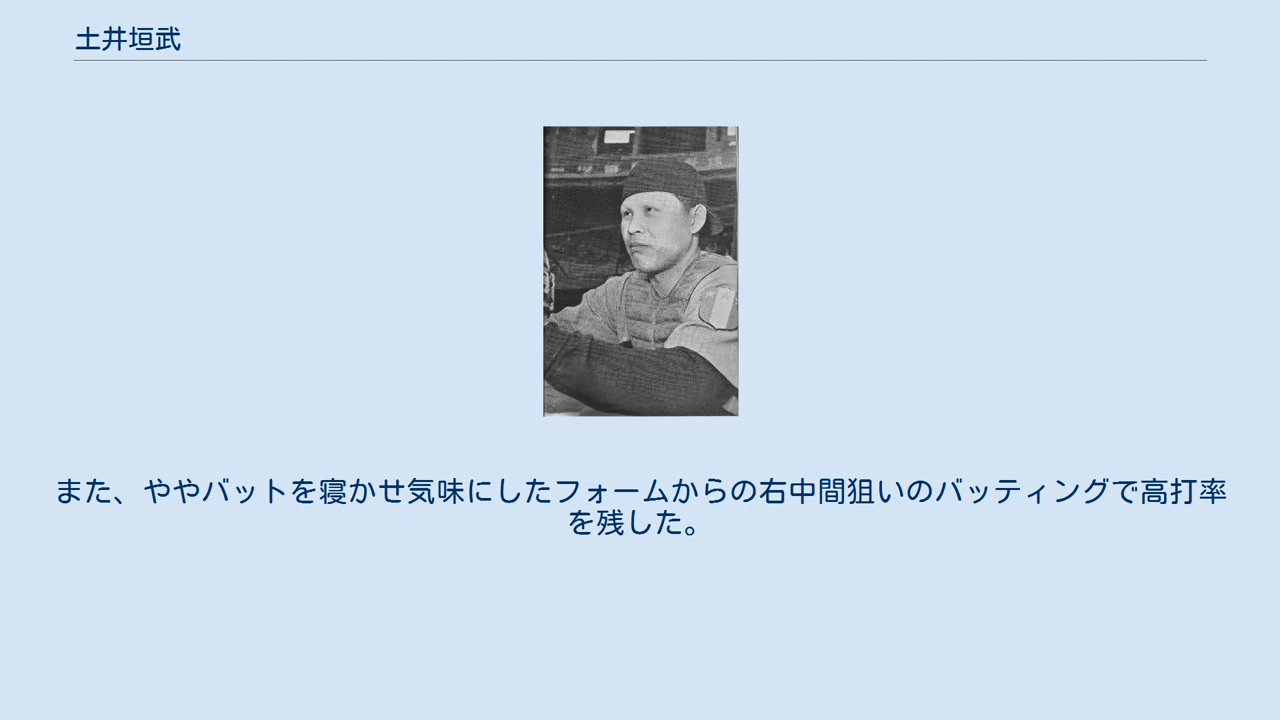 土井垣武
また、ややバットを寝かせ気味にしたフォームからの右中間狙いのバッティングで高打率
を残した。